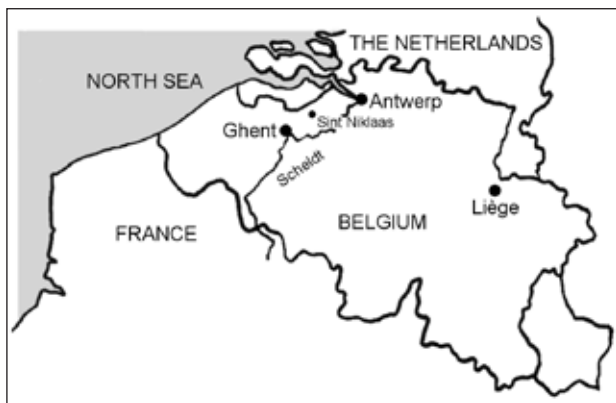 THE NETHERLANDS
NORTH SEA
Antwerp
Sint Niklaas
Ghent
Scheldt
Liège
BELGIUM
FRANCE